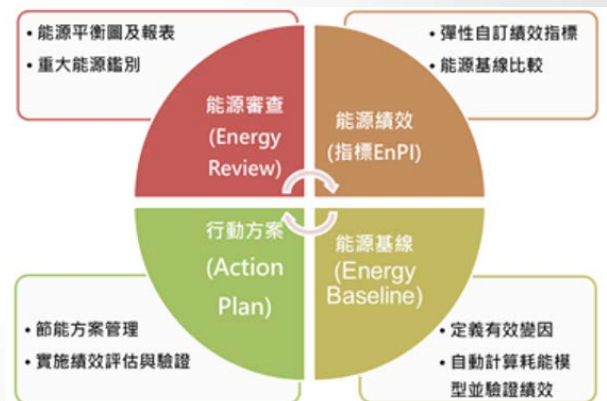 • 能源平衡圖及報表
• 重大能源鑑別
• 彈性自訂績效指標
• 能源基線比較
能源審查
(Energy
Review)
能源績效
(指標EnPI)
行動方案
(Action
Plan)
能源基線
(Energy
Baseline)
• 節能方案管理
• 實施績效評估與驗證
• 定義有效變因
• 自動計算耗能模
型並驗證績效